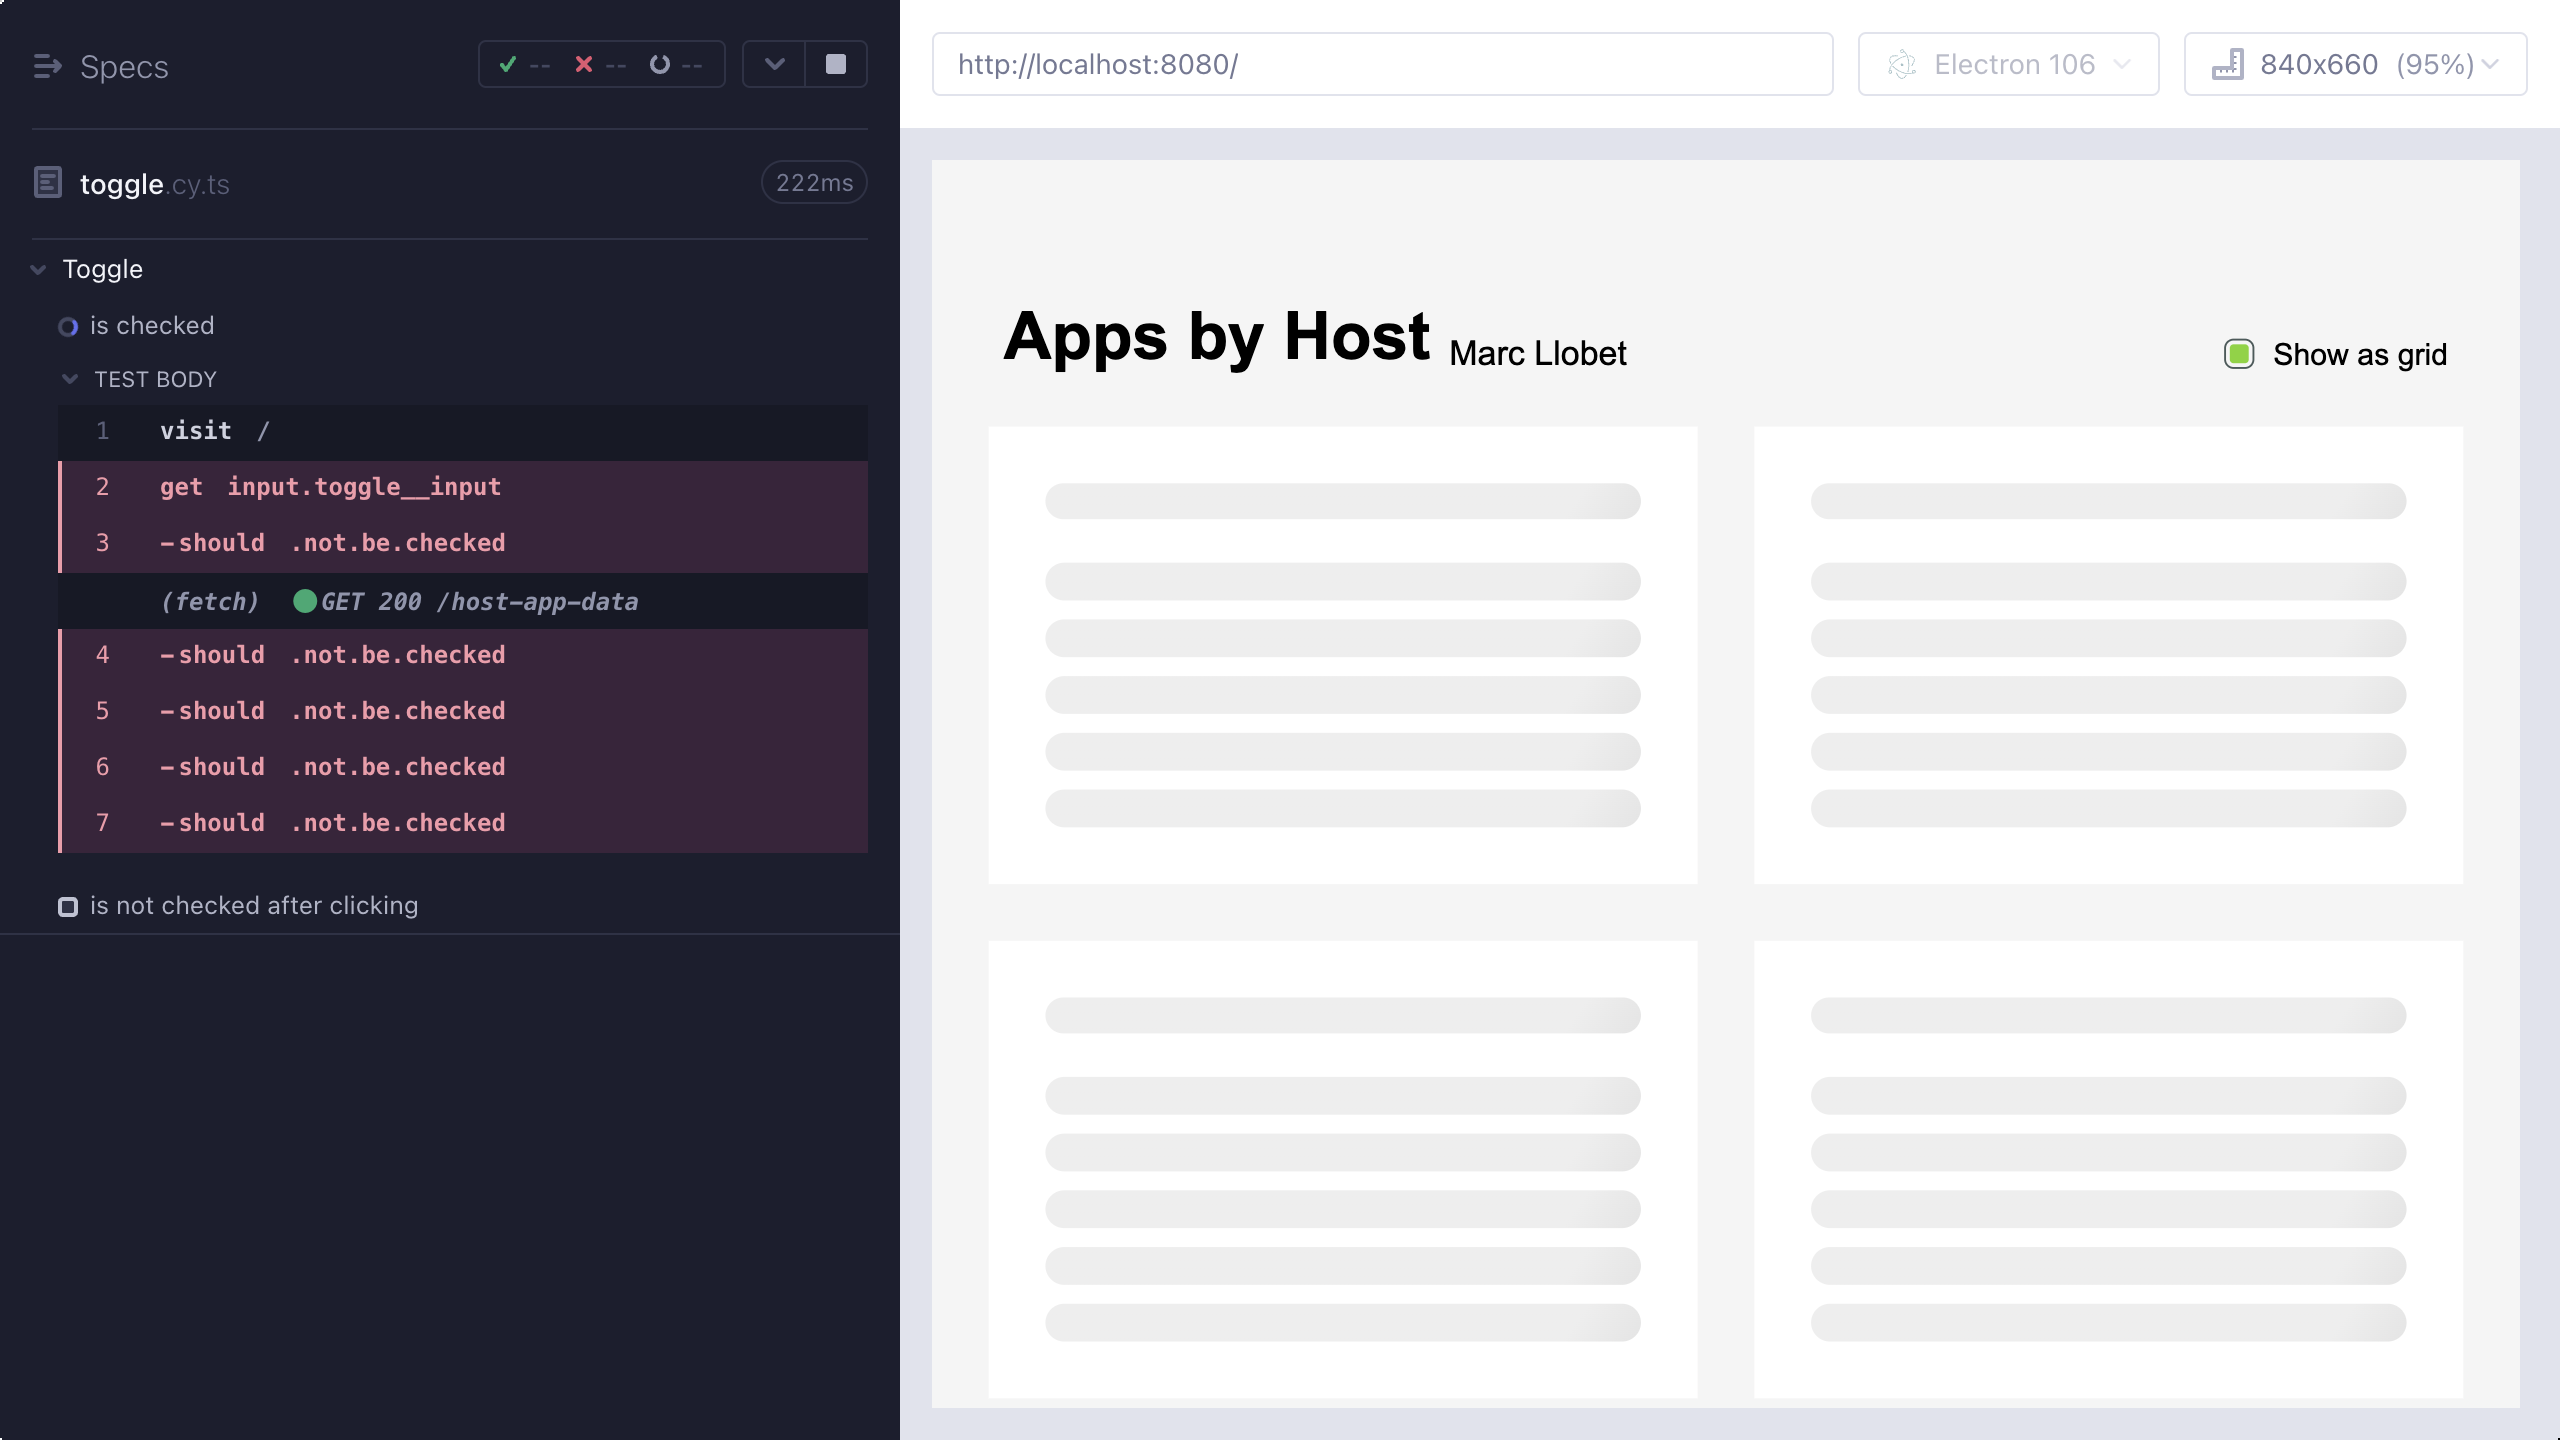 Specs
-- -- --
toggle.cy.ts
222ms
Toggle
is checked
TEST BODY
1 visit /
2 get input.toggle__input
3 -should .not.be.checked
(fetch) GET 200 /host-app-data
4 -should .not.be.checked
5 -should .not.be.checked
6 -should .not.be.checked
7 -should .not.be.checked
is not checked after clicking
http://localhost:8080/
Electron 106
840x660 (95%)
Apps by Host Marc Llobet
Show as grid